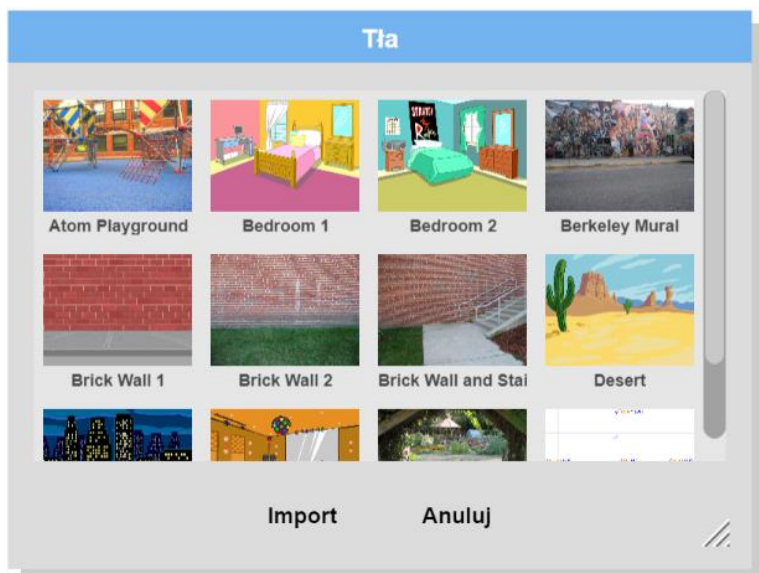 Tła
Atom Playground
Bedroom 1
Bedroom 2
Berkeley Mural
Brick Wall 1
Brick Wall 2
Brick Wall and Stai
Desert
Import
Anuluj